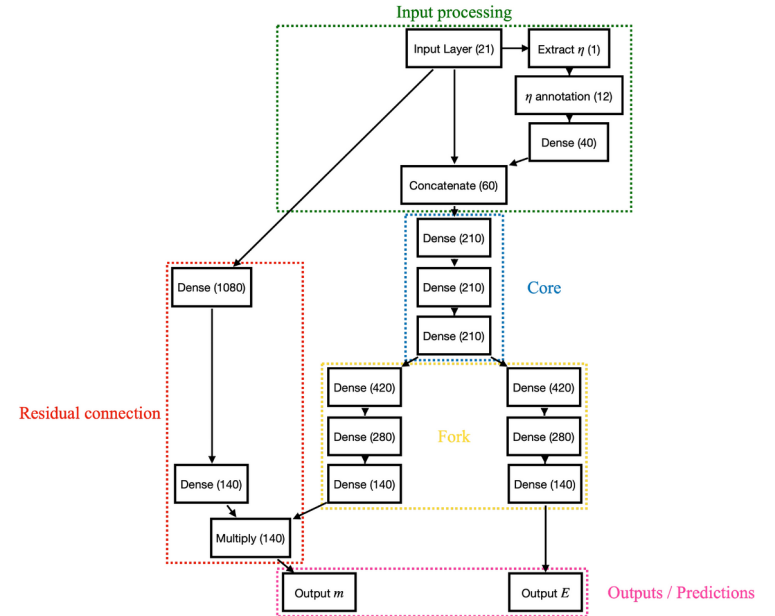 Input processing
Input Layer (21)
Extract η (1)
η annotation (12)
Dense (40)
Concatenate (60)
Dense (210)
Dense (1080)
Dense (210)
Core
Dense (210)
Dense (420)
Dense (420)
Residual connection
Dense (280)
Fork
Dense (280)
Dense (140)
Dense (140)
Dense (140)
Multiply (140)
Output m
Output E
Outputs / Predictions